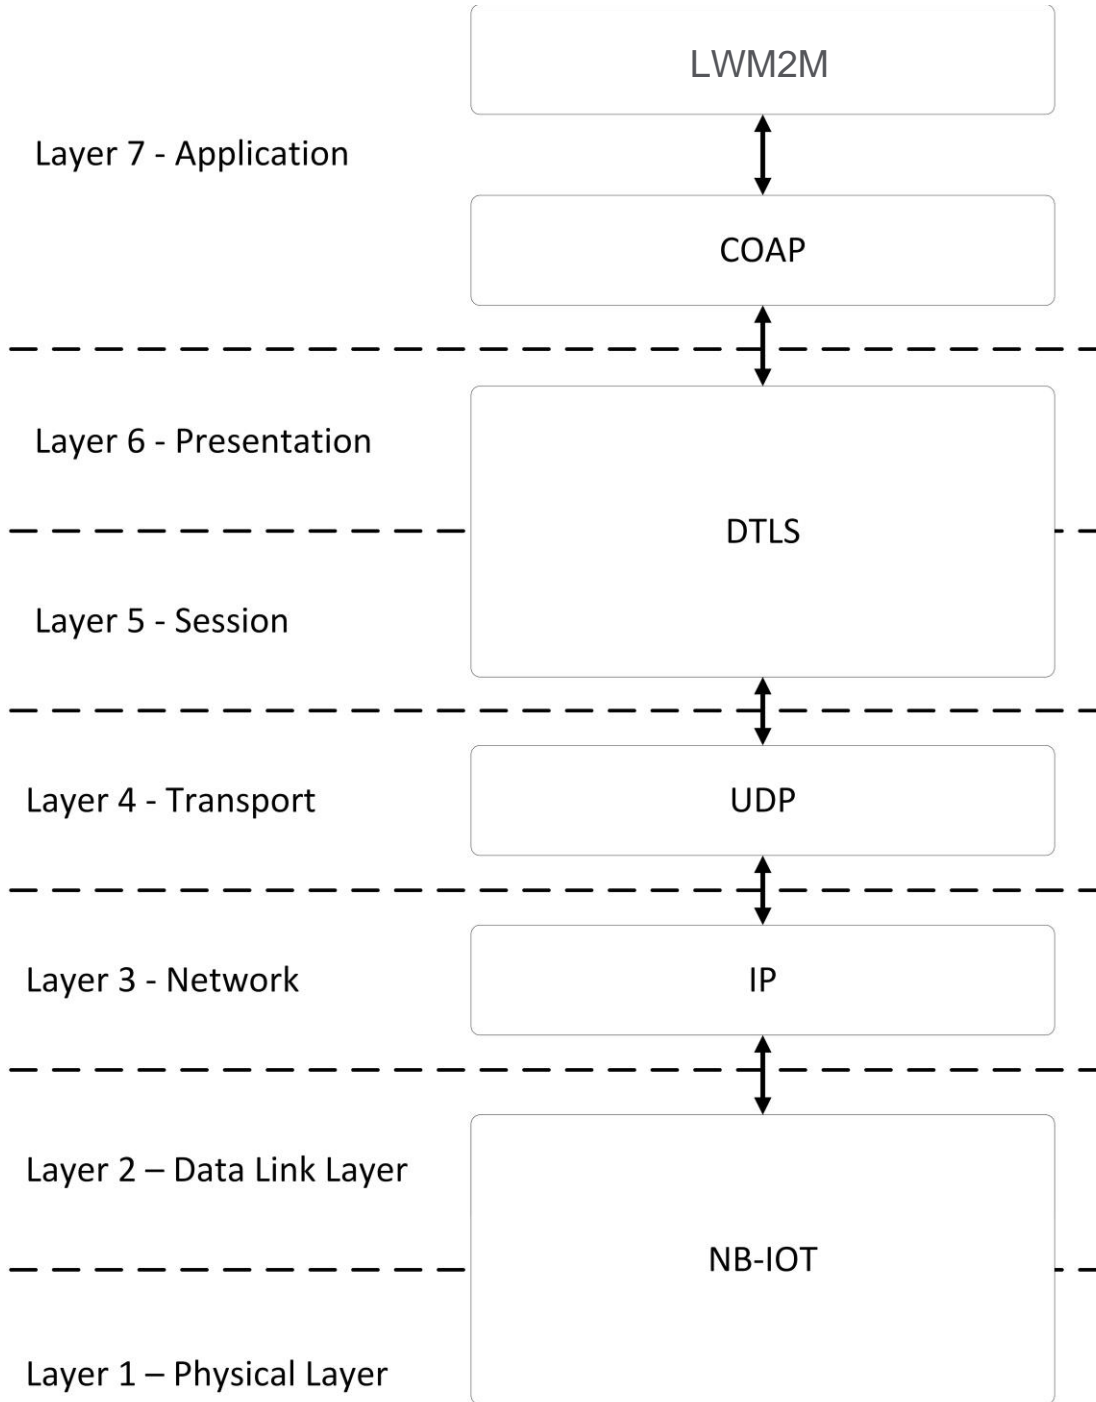 LWM2M
Layer 7 - Application
COAP
Layer 6 - Presentation
DTLS
Layer 5 - Session
Layer 4 - Transport
UDP
Layer 3 - Network
IP
Layer 2 – Data Link Layer
NB-IOT
Layer 1 – Physical Layer